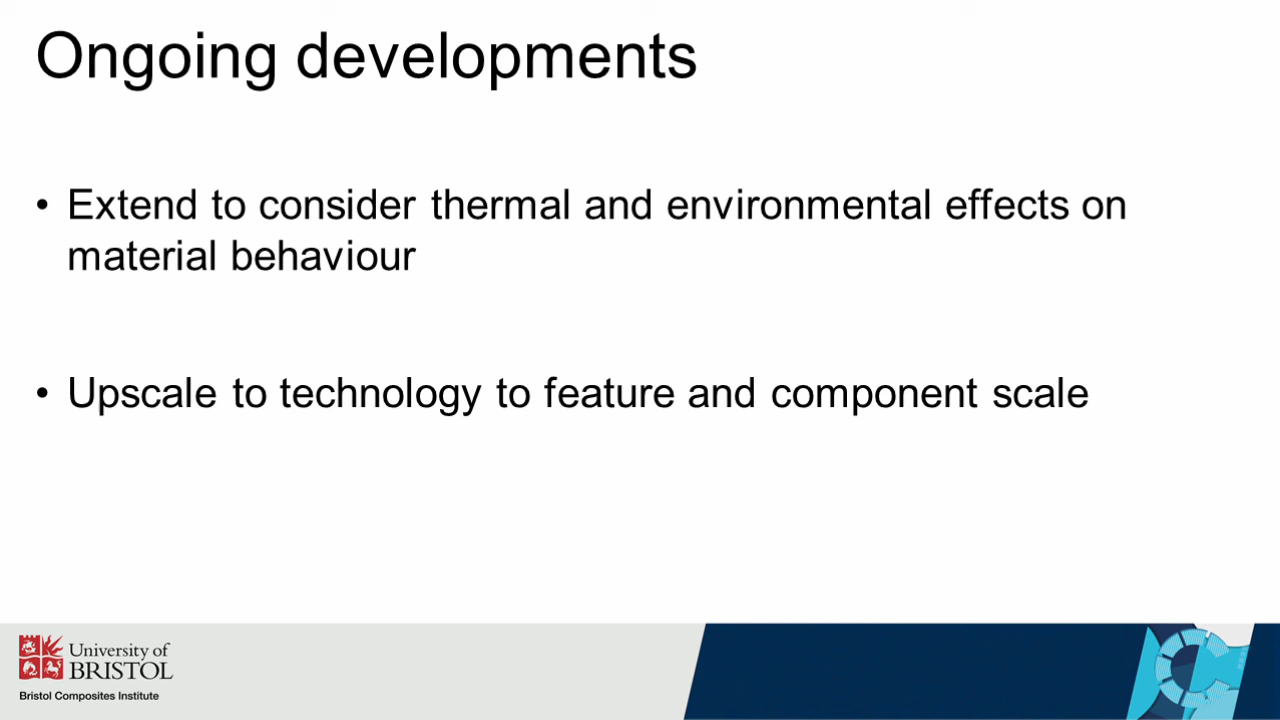 Ongoing developments
• Extend to consider thermal and environmental effects on
material behaviour
• Upscale to technology to feature and component scale
University of
BRISTOL
Bristol Composites Institute